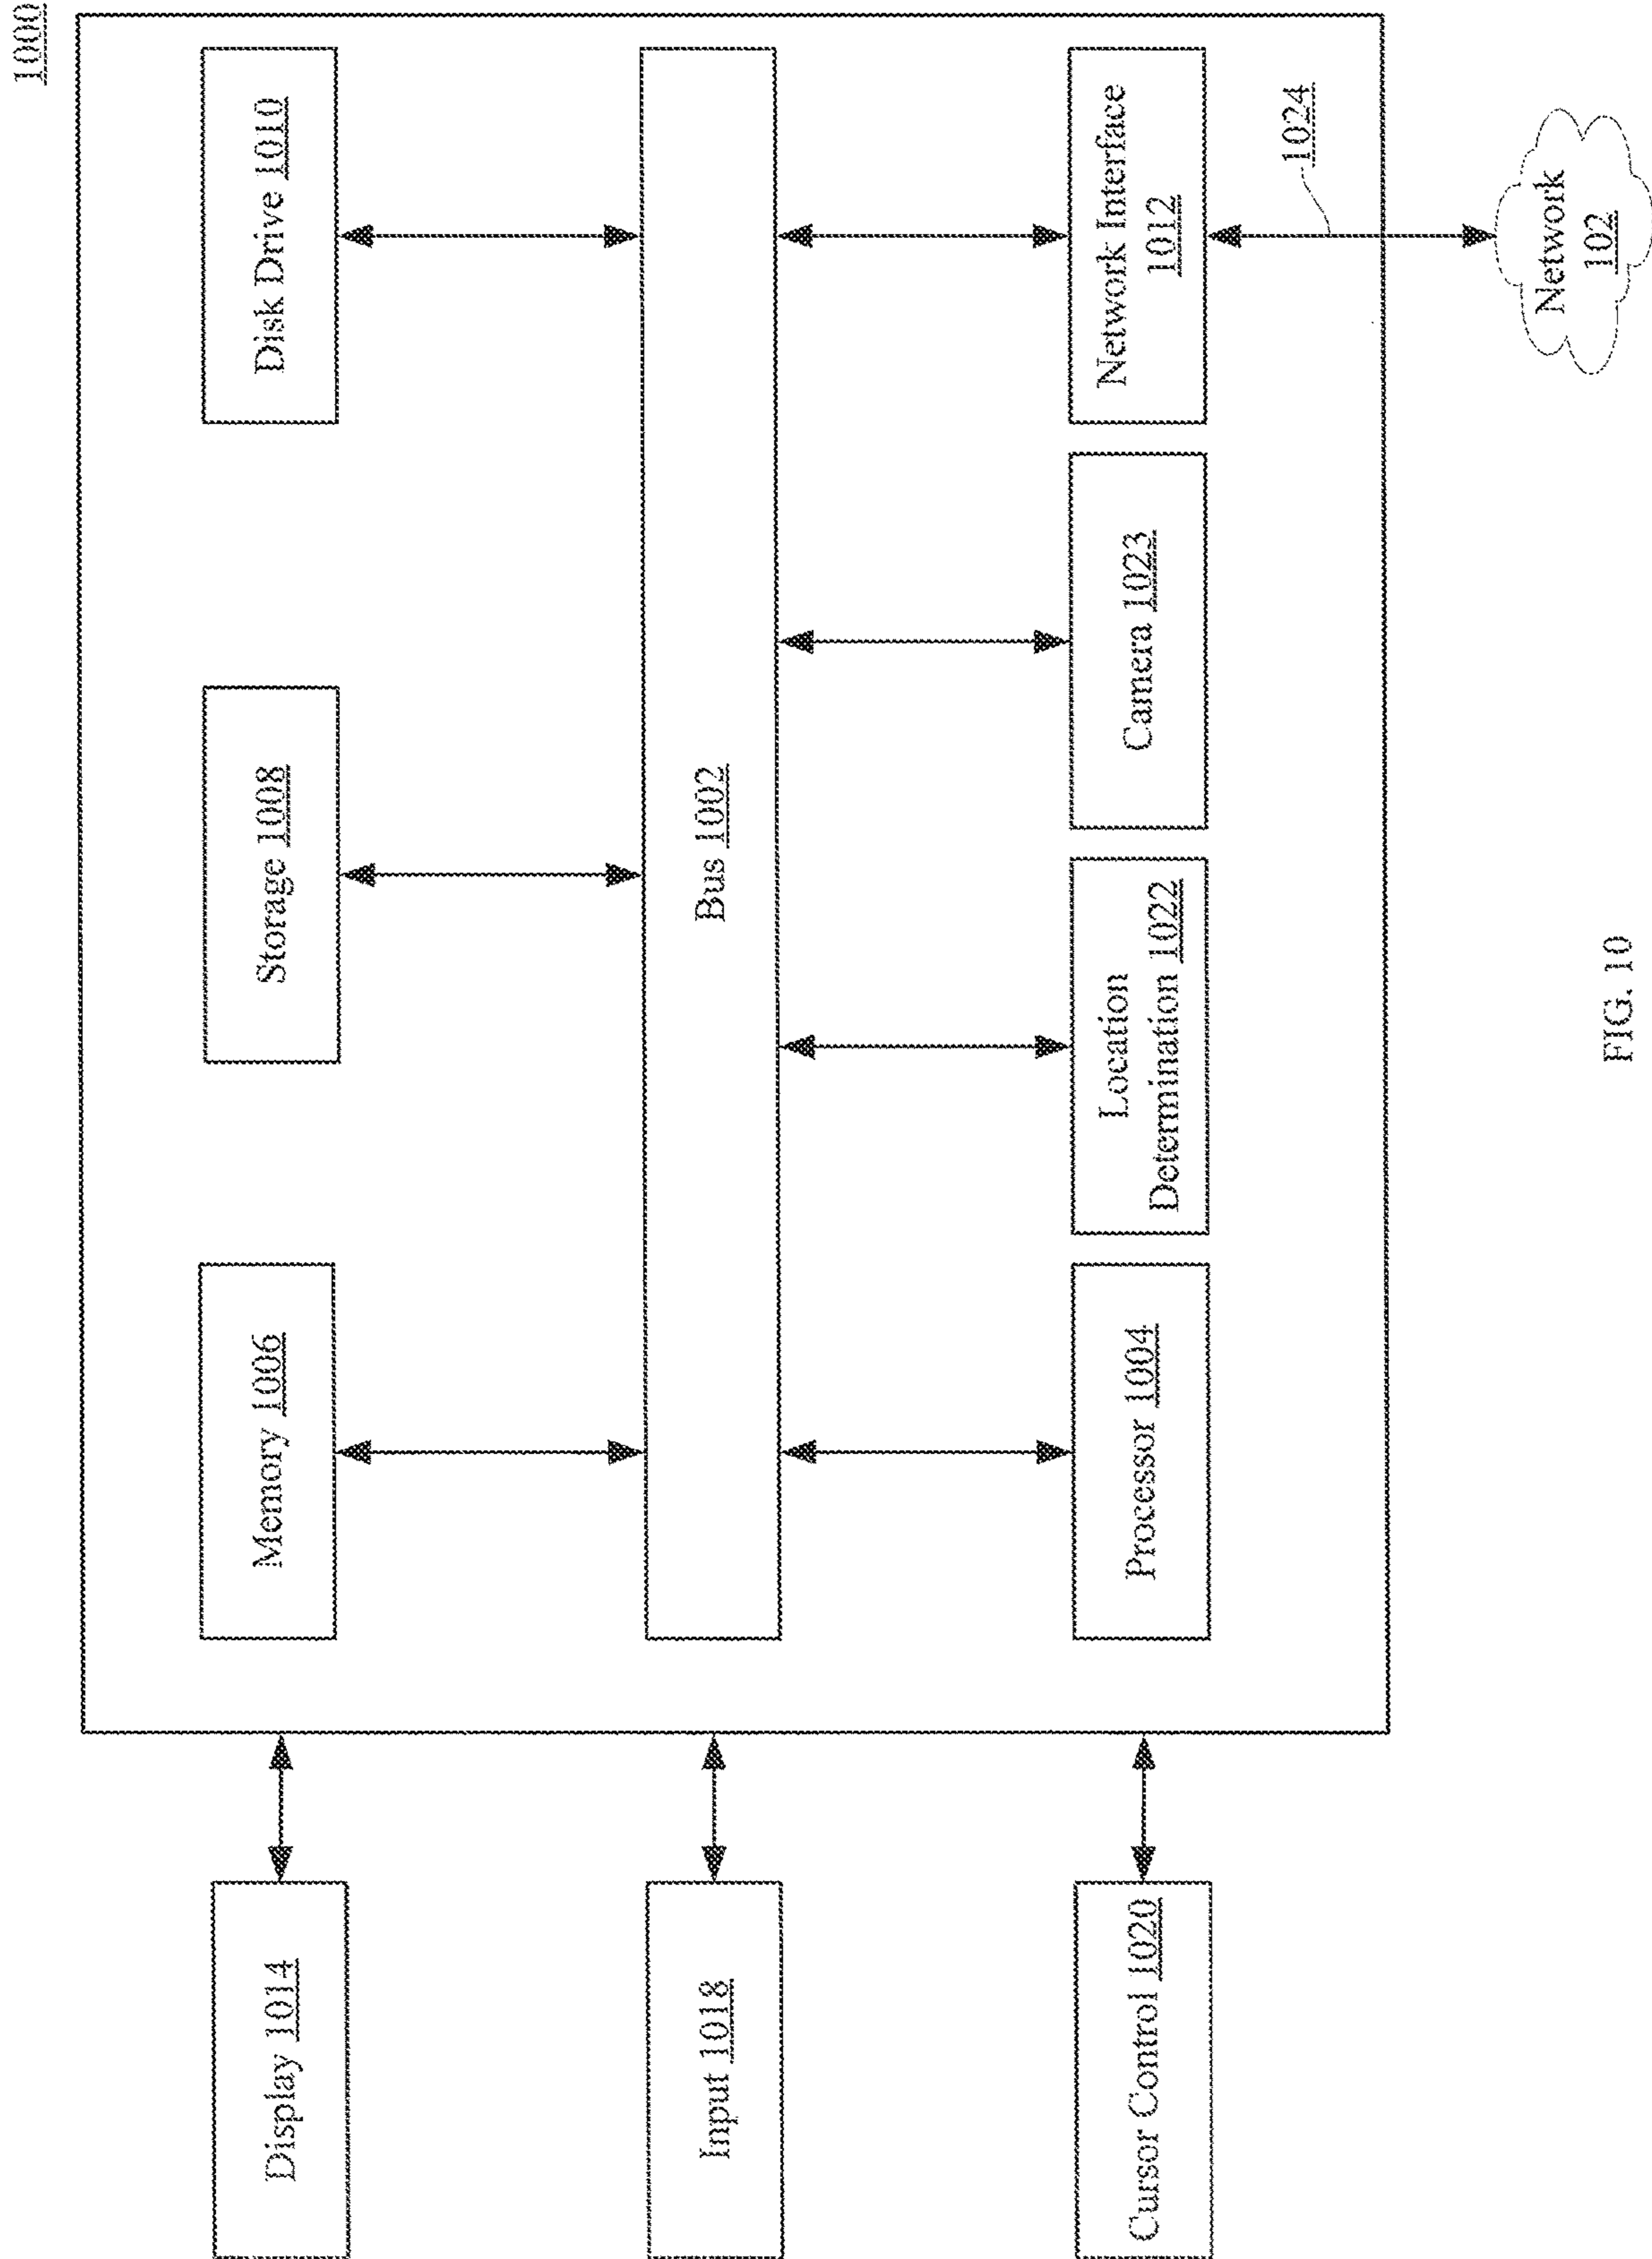 1000
Display 1014
Memory 1006
Storage 1008
Disk Drive 1010
Input 1018
Bus 1002
Cursor Control 1020
Processor 1004
Location
Determination 1022
Camera 1023
Network Interface
1012
1024
Network
102
FIG. 10